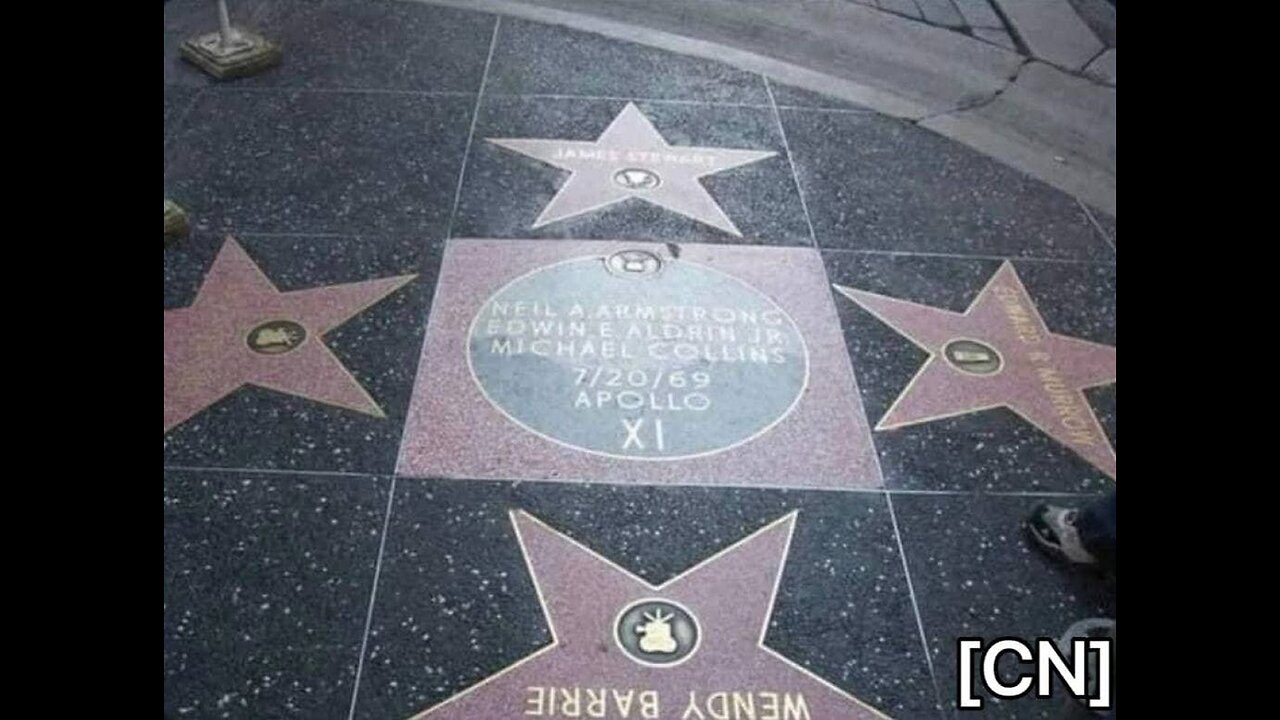 JAMES STEWART
NEIL A. ARMSTRONG
EDWIN E. ALDRIN JR.
MICHAEL COLLINS
7/20/69
APOLLO
XI
WENDY BARRIE
[CN]